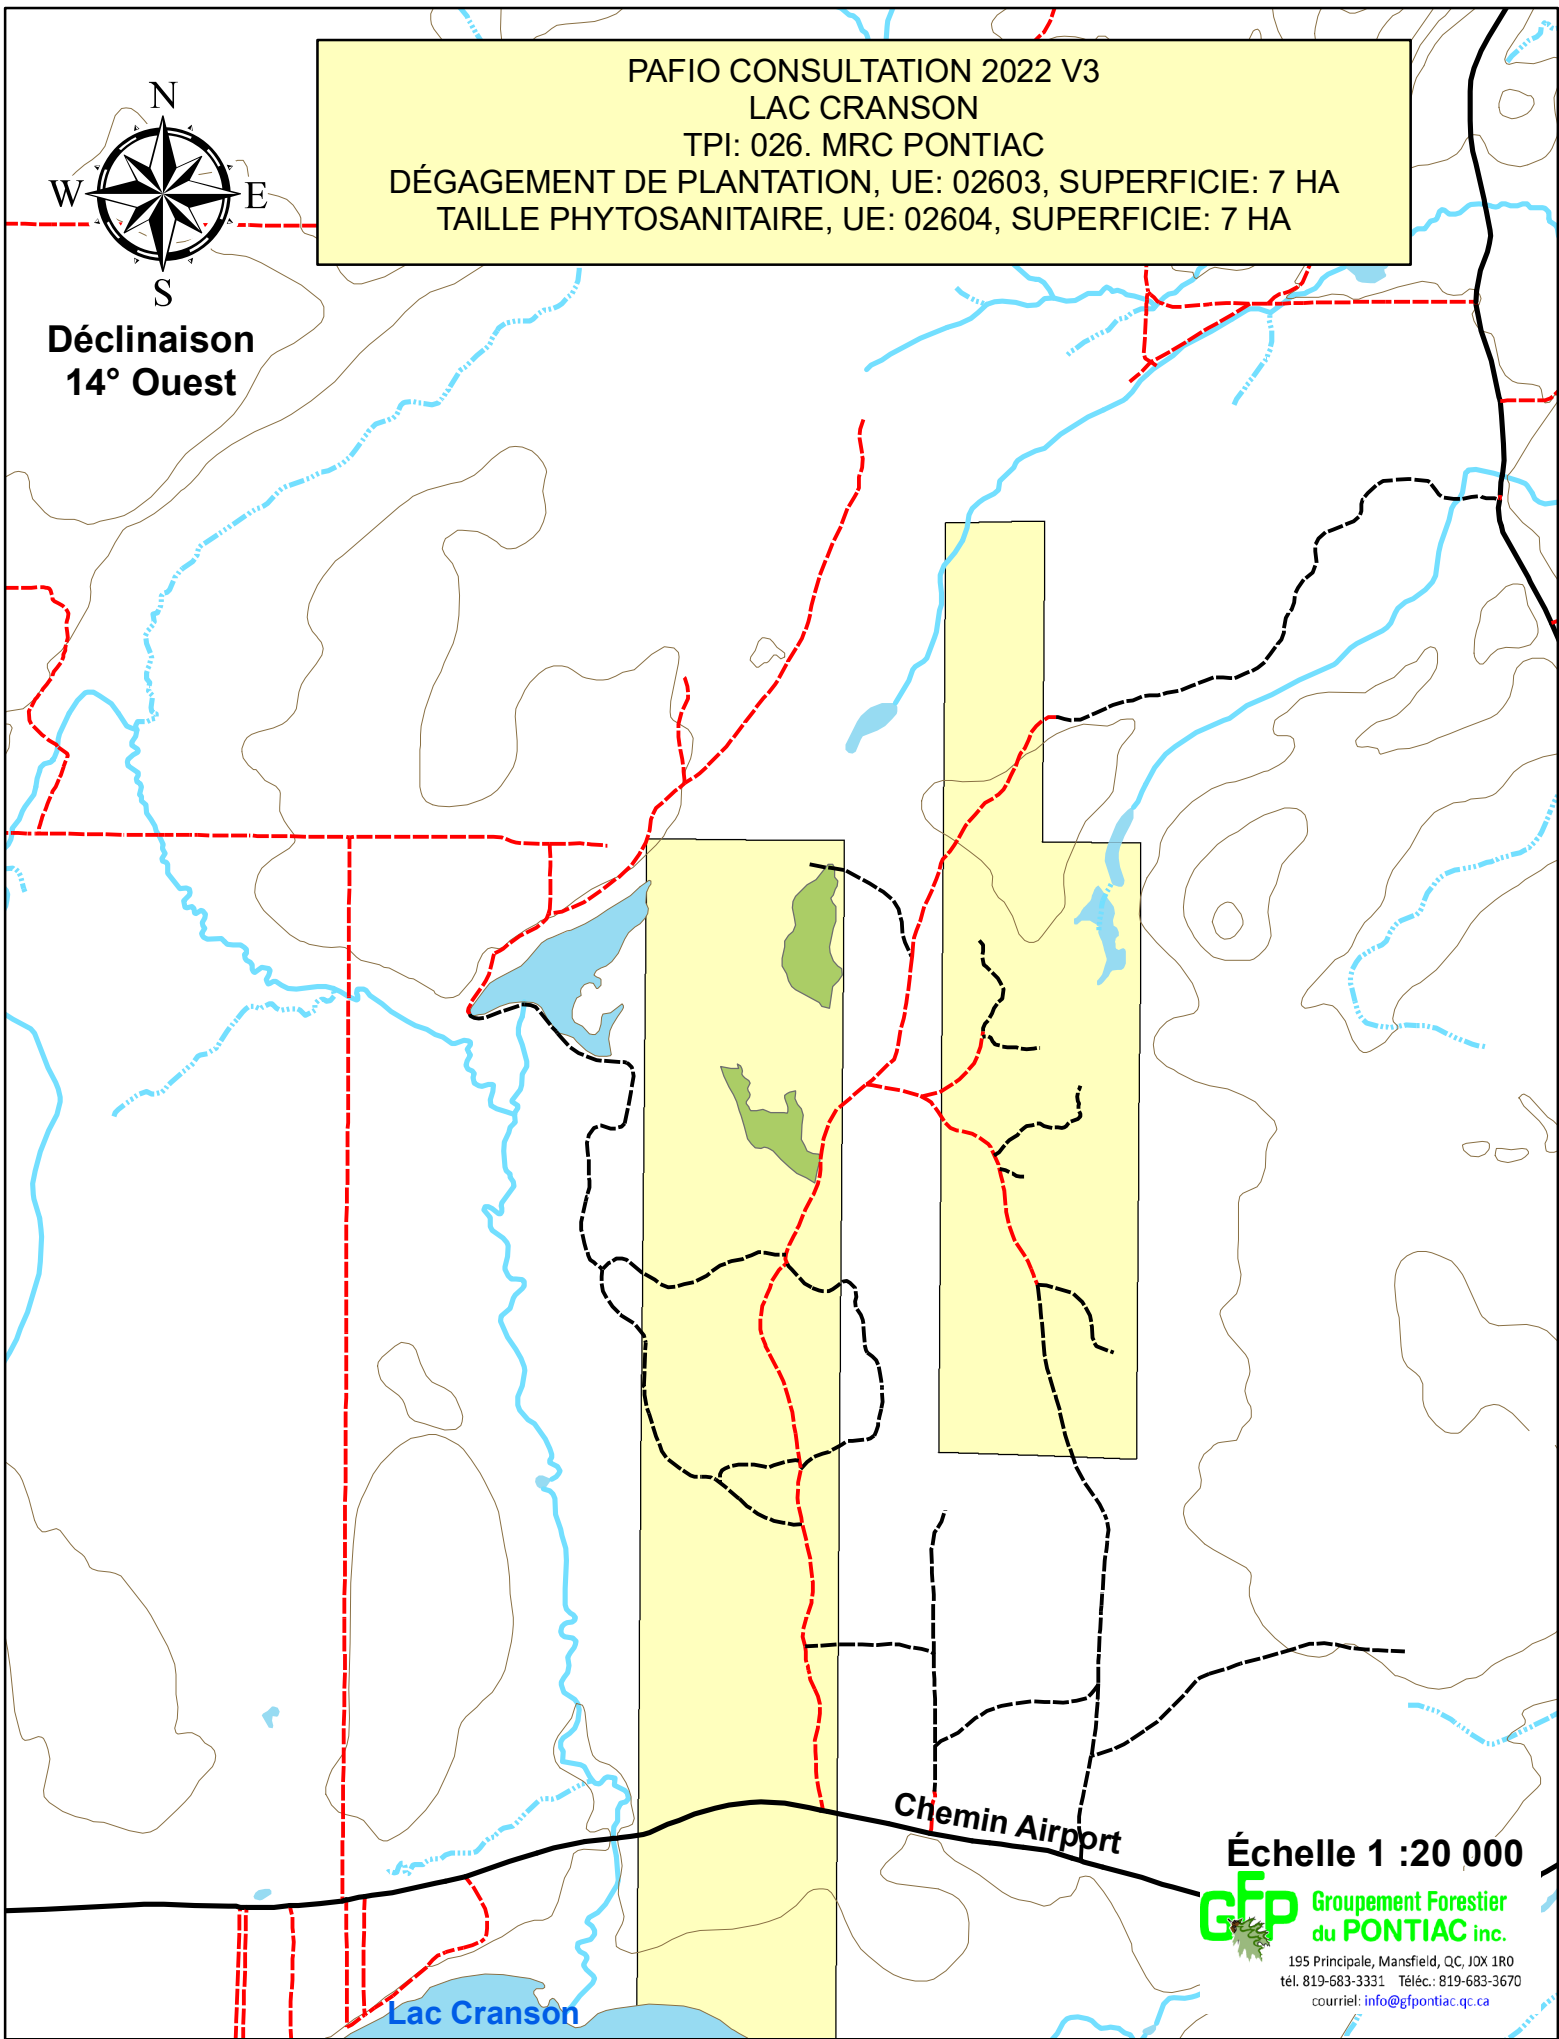 PAFIO CONSULTATION 2022 V3
LAC CRANSON
TPI: 026. MRC PONTIAC
DÉGAGEMENT DE PLANTATION, UE: 02603, SUPERFICIE: 7 HA
TAILLE PHYTOSANITAIRE, UE: 02604, SUPERFICIE: 7 HA
N
W
E
S
Déclinaison
14° Ouest
Chemin Airport
Échelle 1 :20 000
GFP
Groupement Forestier
du PONTIAC inc.
195 Principale, Mansfield, QC, J0X 1R0
tél. 819-683-3331 Téléc.: 819-683-3670
courriel: info@gfpontiac.qc.ca
Lac Cranson